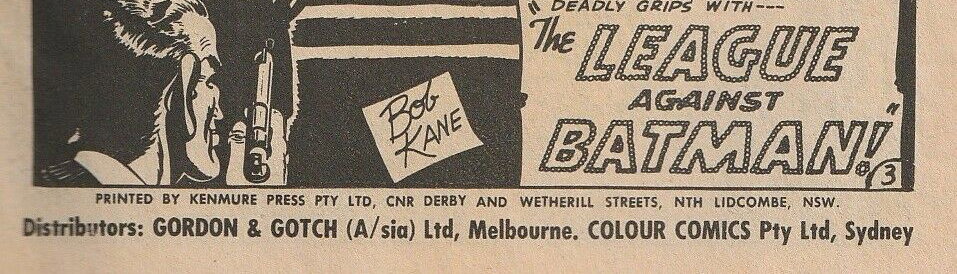 "DEADLY GRIPS WITH---
The LEAGUE
AGAINST
BATMAN!"
3
Bob
KANE
PRINTED BY KENMURE PRESS PTY LTD, CNR DERBY AND WETHERILL STREETS, NTH LIDCOMBE, NSW.
Distributors: GORDON & GOTCH (A/sia) Ltd, Melbourne. COLOUR COMICS Pty Ltd, Sydney